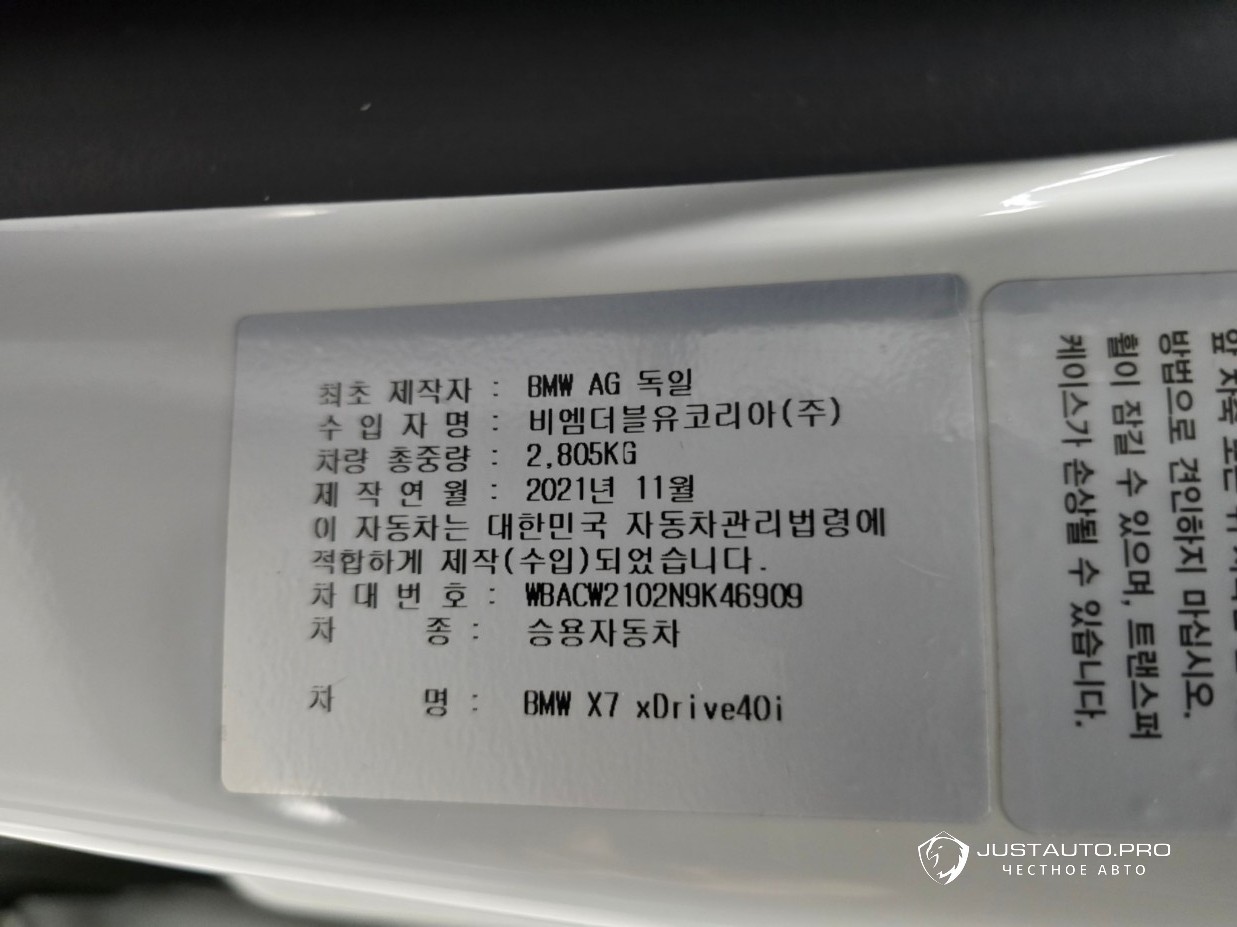 최초 제작자 : BMW AG 독일
수 입 자 명 : 비엠더블유코리아(주)
차량 총중량 : 2,805KG
제 작 연 월 : 2021년 11월
이 자동차는 대한민국 자동차관리법령에
적합하게 제작(수입)되었습니다.
차 대 번 호 : WBACW2102N9K46909
차 종 : 승용자동차
차 명 : BMW X7 xDrive40i
방법으로 견인하지 마십시오.
휠이 잠길 수 있으며, 트랜스퍼
케이스가 손상될 수 있습니다.
JUSTAUTO.PRO
ЧЕСТНОЕ АВТО